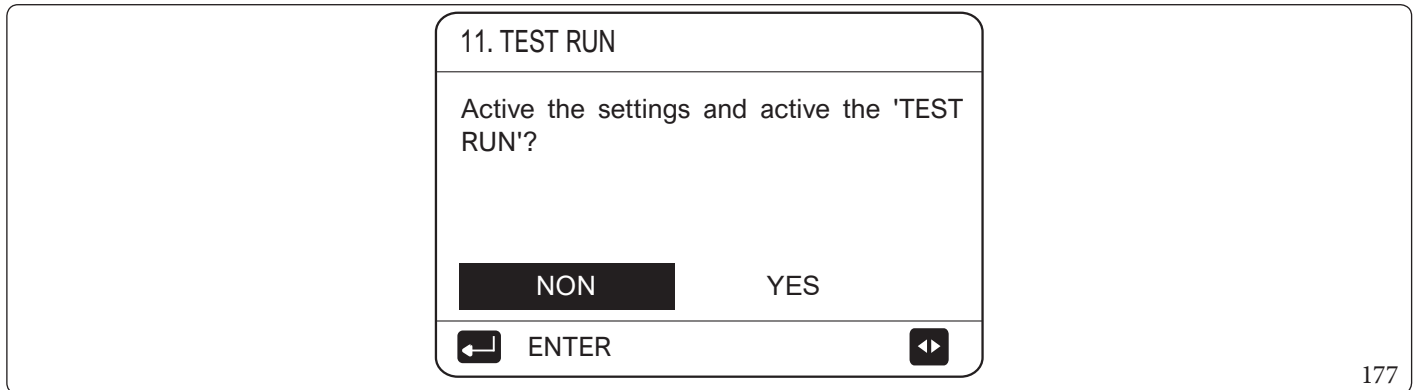 11. TEST RUN
Active the settings and active the 'TEST
RUN'?
NON YES
ENTER
177